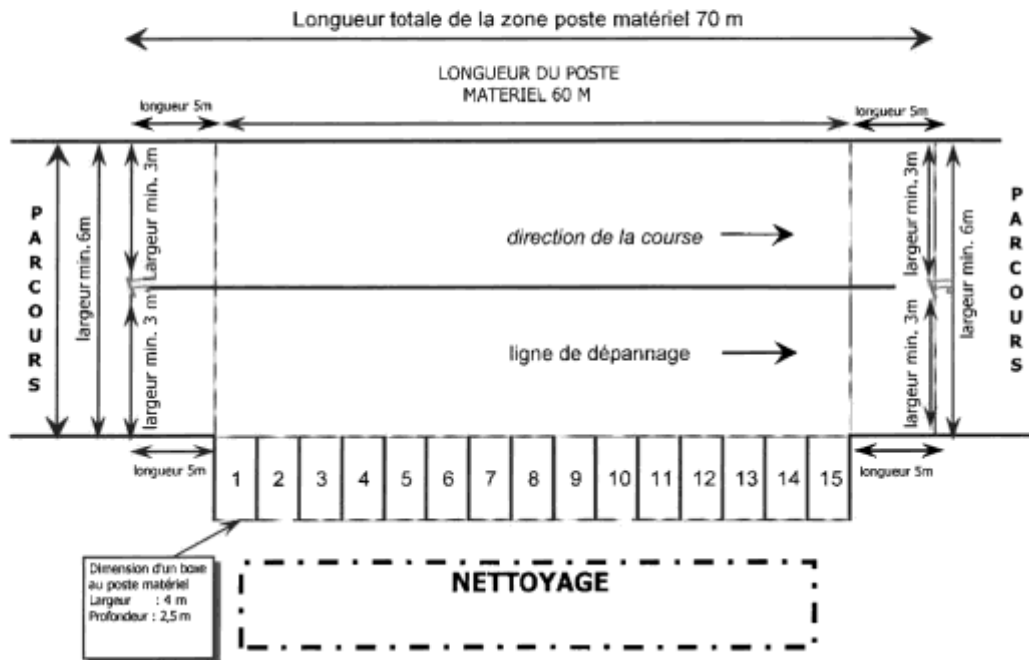 Longueur totale de la zone poste matériel 70 m
LONGUEUR DU POSTE
MATERIEL 60 M
longueur 5m
longueur 5m
PARCOURS
largeur min. 6m
Largeur min. 3m
largeur min. 3 m
direction de la course
ligne de dépannage
largeur min. 3m
largeur min. 3m
largeur min. 6m
PARCOURS
longueur 5m
longueur 5m
1 2 3 4 5 6 7 8 9 10 11 12 13 14 15
Dimension d'un boxe
au poste matériel
Largeur : 4 m
Profondeur : 2,5 m
NETTOYAGE